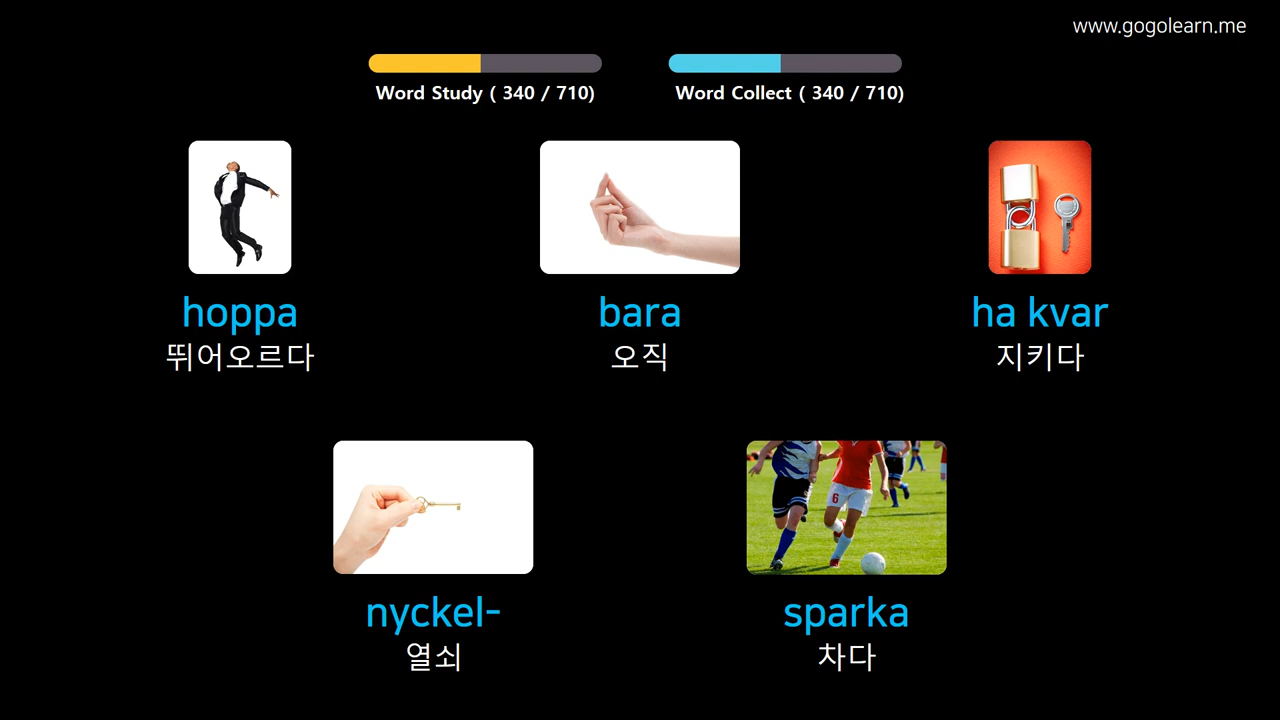 www.gogolearn.me
Word Study ( 340 / 710)
Word Collect ( 340 / 710)
hoppa
뛰어오르다
bara
오직
ha kvar
지키다
nyckel-
열쇠
sparka
차다
6